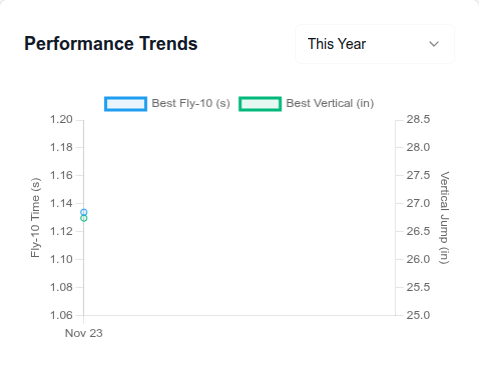 Performance Trends
This Year
Best Fly-10 (s)
Best Vertical (in)
1.20
1.18
1.16
1.14
1.12
1.10
1.08
1.06
Fly-10 Time (s)
28.5
28.0
27.5
27.0
26.5
26.0
25.5
25.0
Vertical Jump (in)
Nov 23